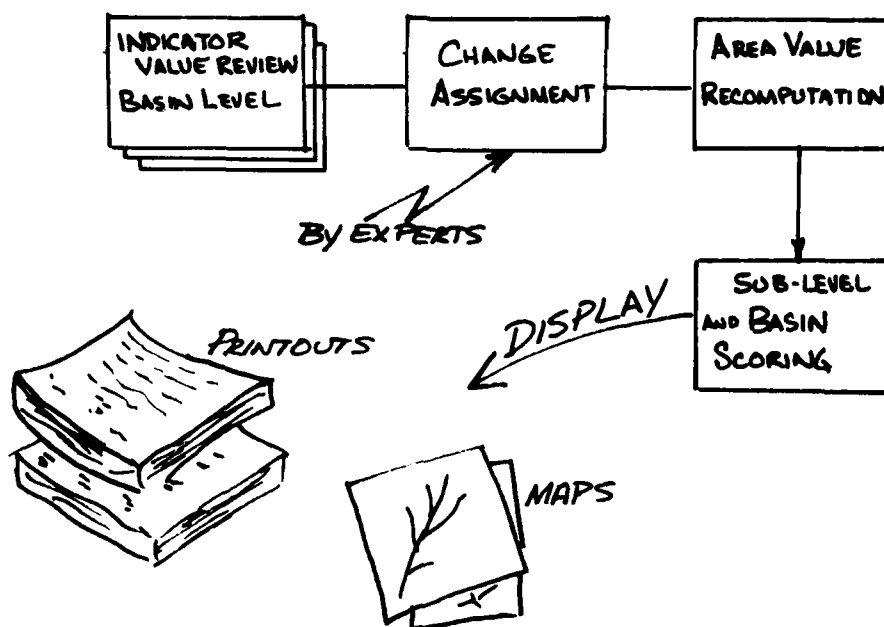 INDICATOR
VALUE REVIEW
BASIN LEVEL
CHANGE
ASSIGNMENT
AREA VALUE
RECOMPUTATION
BY EXPERTS
SUB-LEVEL
AND BASIN
SCORING
DISPLAY
PRINTOUTS
MAPS